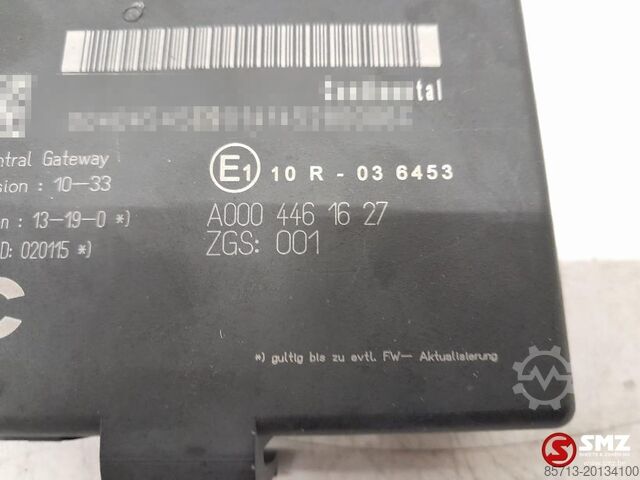 tal
ntral Gateway
sion : 10-33
n : 13-19-0 *)
D: 020115 *)
C
E1 10 R - 03 6453
A000 446 16 27
ZGS: 001
*) gultig bis zu evtl. FW- Aktualisierung
SMZ
85713-20134100